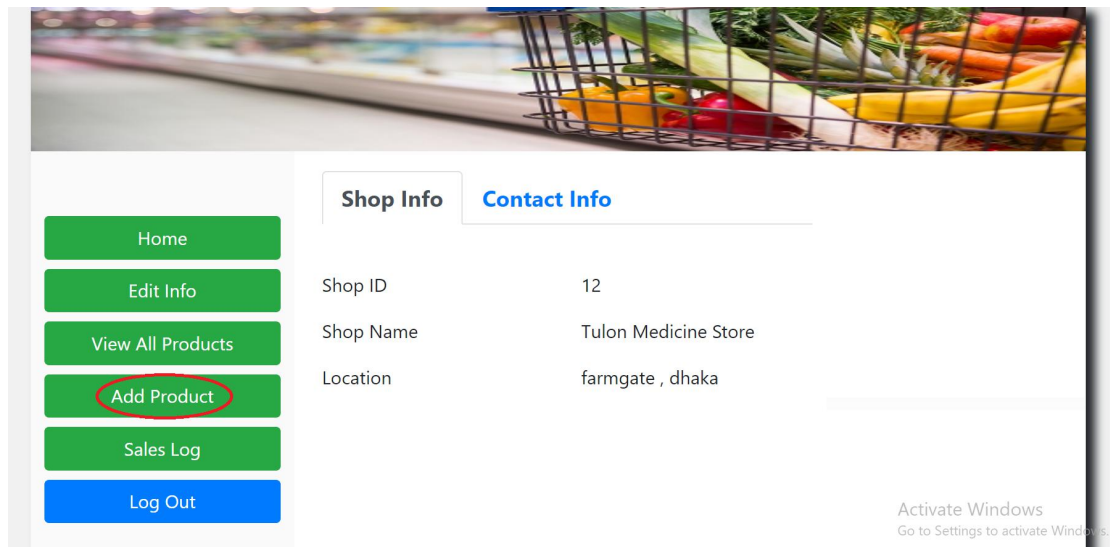 Shop Info
Contact Info
Home
Edit Info
View All Products
Add Product
Sales Log
Log Out
Shop ID 12
Shop Name Tulon Medicine Store
Location farmgate , dhaka
Activate Windows
Go to Settings to activate Windows.